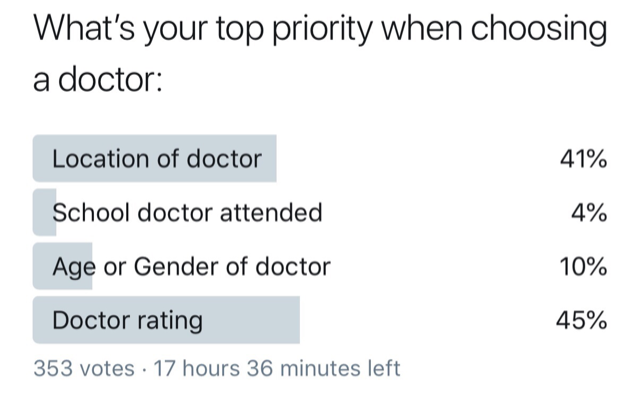 What's your top priority when choosing
a doctor:
Location of doctor 41%
School doctor attended 4%
Age or Gender of doctor 10%
Doctor rating 45%
353 votes · 17 hours 36 minutes left